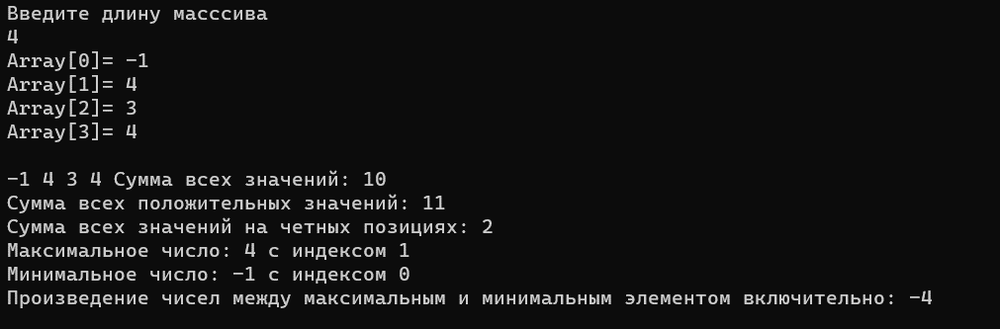 Введите длину масссива
4
Array[0]= -1
Array[1]= 4
Array[2]= 3
Array[3]= 4
-1 4 3 4 Сумма всех значений: 10
Сумма всех положительных значений: 11
Сумма всех значений на четных позициях: 2
Максимальное число: 4 с индексом 1
Минимальное число: -1 с индексом 0
Произведение чисел между максимальным и минимальным элементом включительно: -4